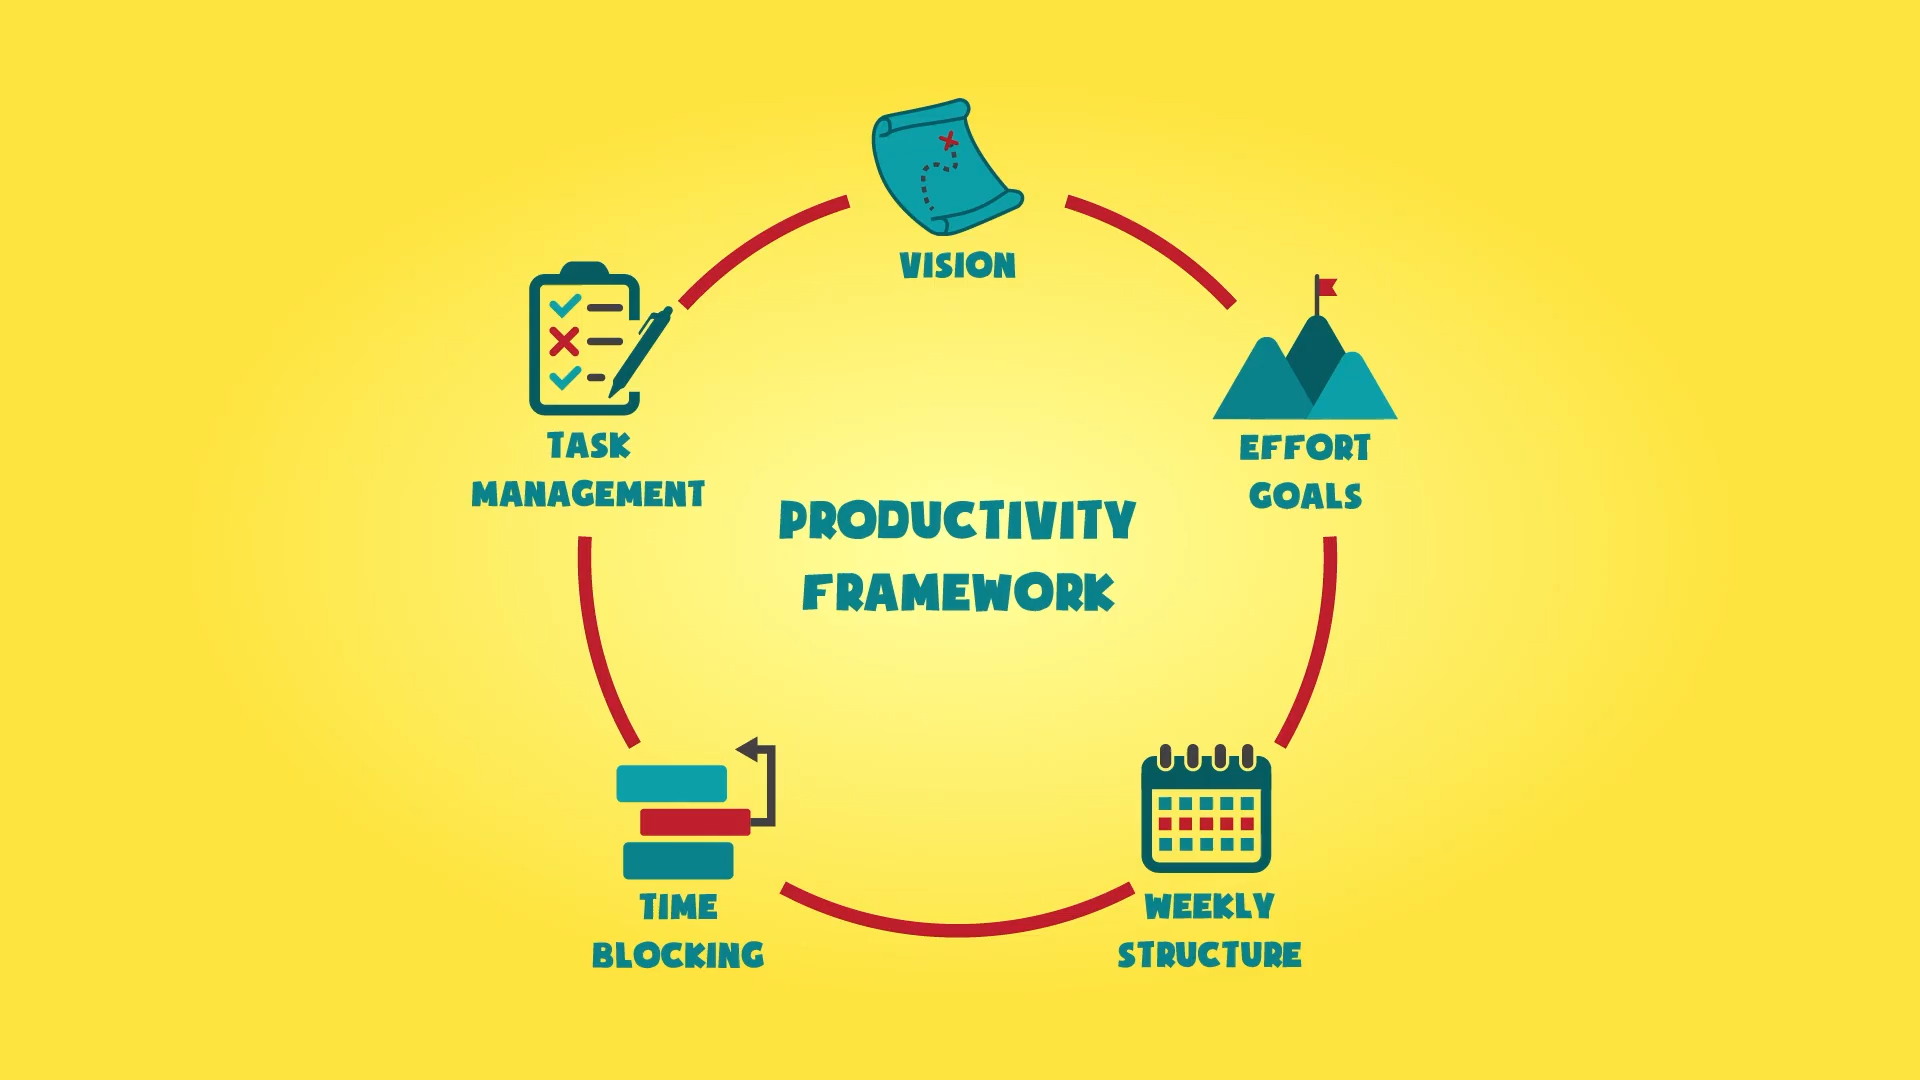 VISION
EFFORT
GOALS
WEEKLY
STRUCTURE
TIME
BLOCKING
TASK
MANAGEMENT
PRODUCTIVITY
FRAMEWORK